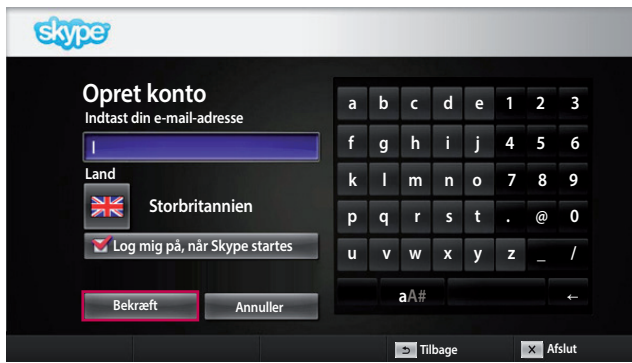 skype
Opret konto
Indtast din e-mail-adresse
Land
Storbritannien
Log mig på, når Skype startes
Bekræft Annuller
a b c d e 1 2 3
f g h i j 4 5 6
k l m n o 7 8 9
p q r s t . @ 0
u v w x y z _ /
aA# ←
Tilbage X Afslut